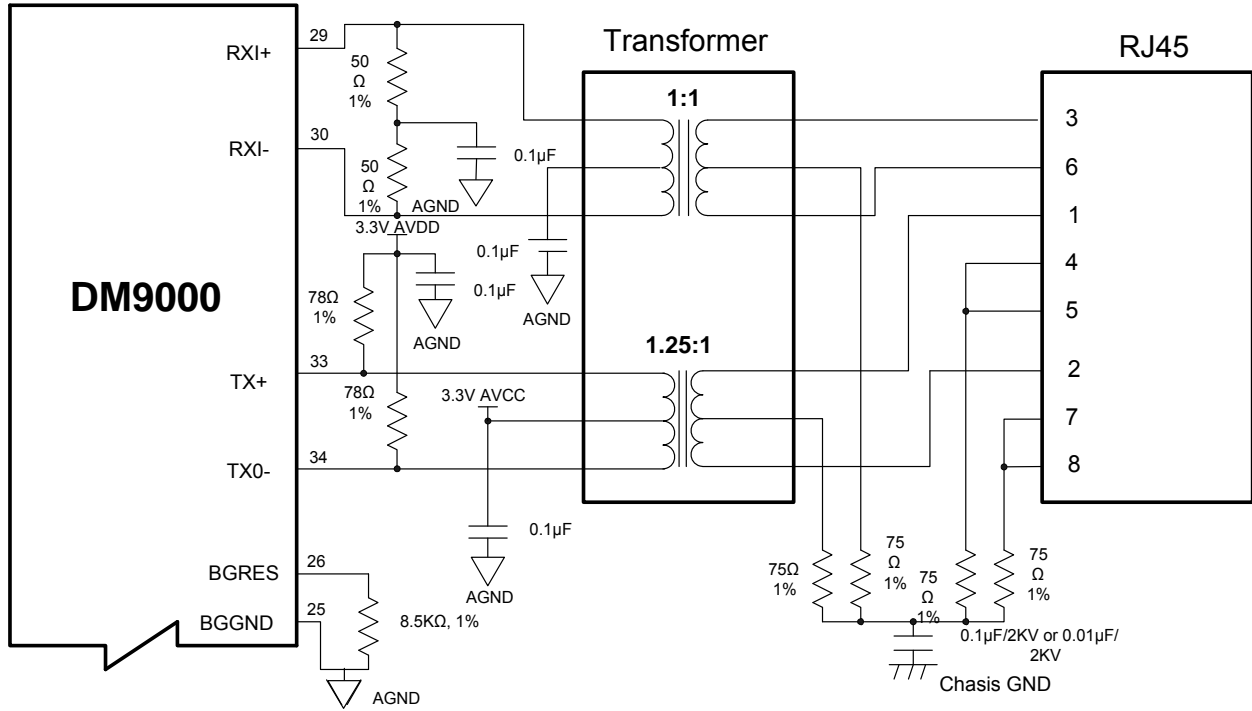 DM9000
RXI+
29
RXI-
30
TX+
33
TX0-
34
BGRES
26
BGGND
25
50
Ω
1%
50
Ω
1%
0.1µF
AGND
3.3V AVDD
0.1µF
AGND
78Ω
1%
78Ω
1%
0.1µF
AGND
3.3V AVCC
0.1µF
AGND
8.5KΩ, 1%
AGND
Transformer
1:1
1.25:1
RJ45
3
6
1
4
5
2
7
8
75Ω
1%
75
Ω
1%
75
Ω
1%
75
Ω
1%
0.1µF/2KV or 0.01µF/
2KV
Chasis GND